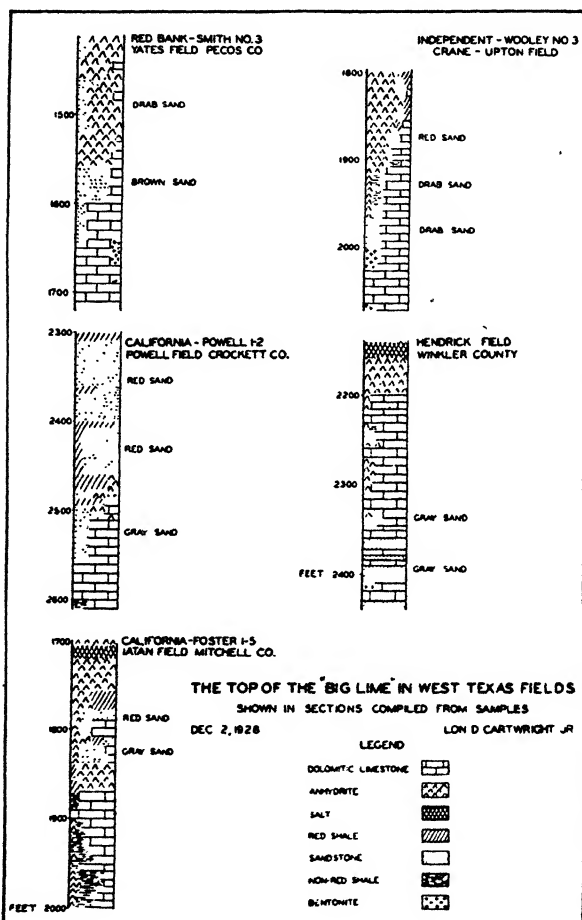 RED BANK-SMITH NO. 3
YATES FIELD PECOS CO
1500
DRAB SAND
BROWN SAND
1600
1700
INDEPENDENT - WOOLEY NO 3
CRANE - UPTON FIELD
1800
RED SAND
1900
DRAB SAND
DRAB SAND
2000
CALIFORNIA - POWELL 1-2
POWELL FIELD CROCKETT CO.
2300
RED SAND
2400
RED SAND
2500
GRAY SAND
2600
HENDRICK FIELD
WINKLER COUNTY
2200
2300
GRAY SAND
GRAY SAND
FEET 2400
CALIFORNIA-FOSTER 1-5
IATAN FIELD MITCHELL CO.
1700
RED SAND
1800
GRAY SAND
1900
FEET 2000
THE TOP OF THE "BIG LIME" IN WEST TEXAS FIELDS
SHOWN IN SECTIONS COMPILED FROM SAMPLES
DEC 2, 1928 LON D CARTWRIGHT JR
LEGEND
DOLOMITIC LIMESTONE
ANHYDRITE
SALT
RED SHALE
SANDSTONE
NON-RED SHALE
BENTONITE